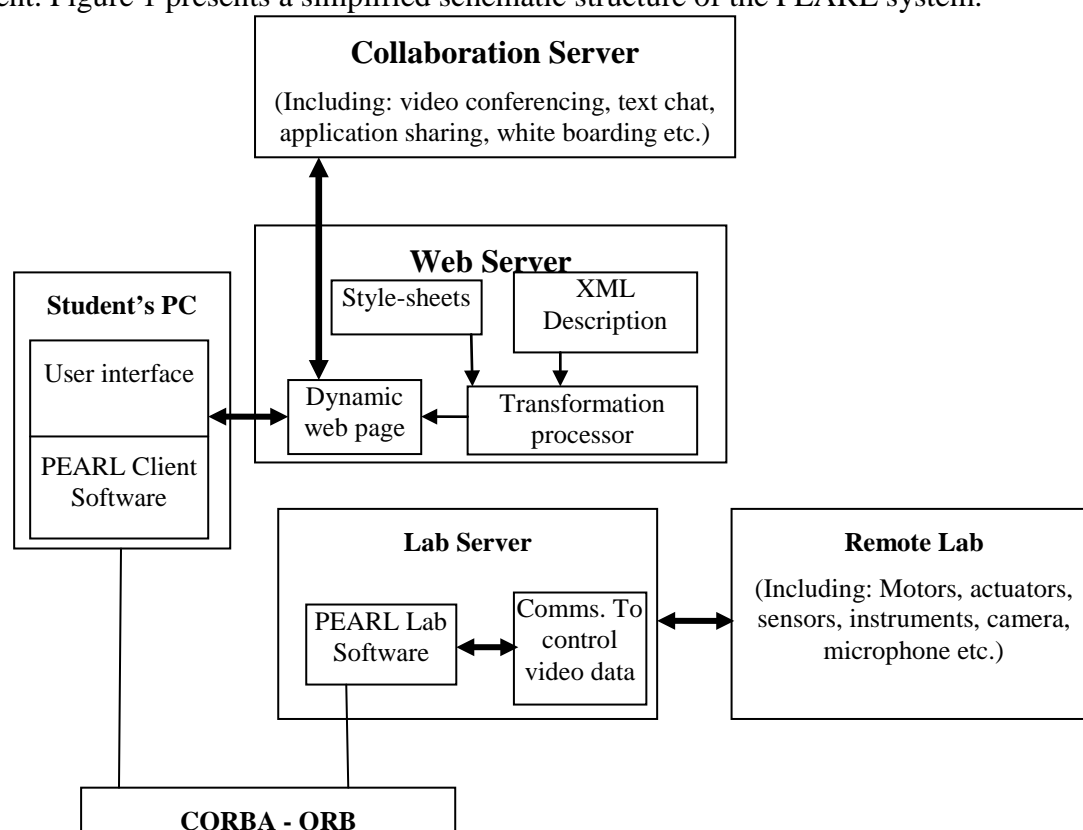 ent. Figure 1 presents a simplified schematic structure of the PEARL system.
Collaboration Server
(Including: video conferencing, text chat,
application sharing, white boarding etc.)
Web Server
Style-sheets
XML
Description
Student's PC
User interface
Dynamic
web page
Transformation
processor
PEARL Client
Software
Lab Server
PEARL Lab
Software
Comms. To
control
video data
Remote Lab
(Including: Motors, actuators,
sensors, instruments, camera,
microphone etc.)
CORBA - ORB